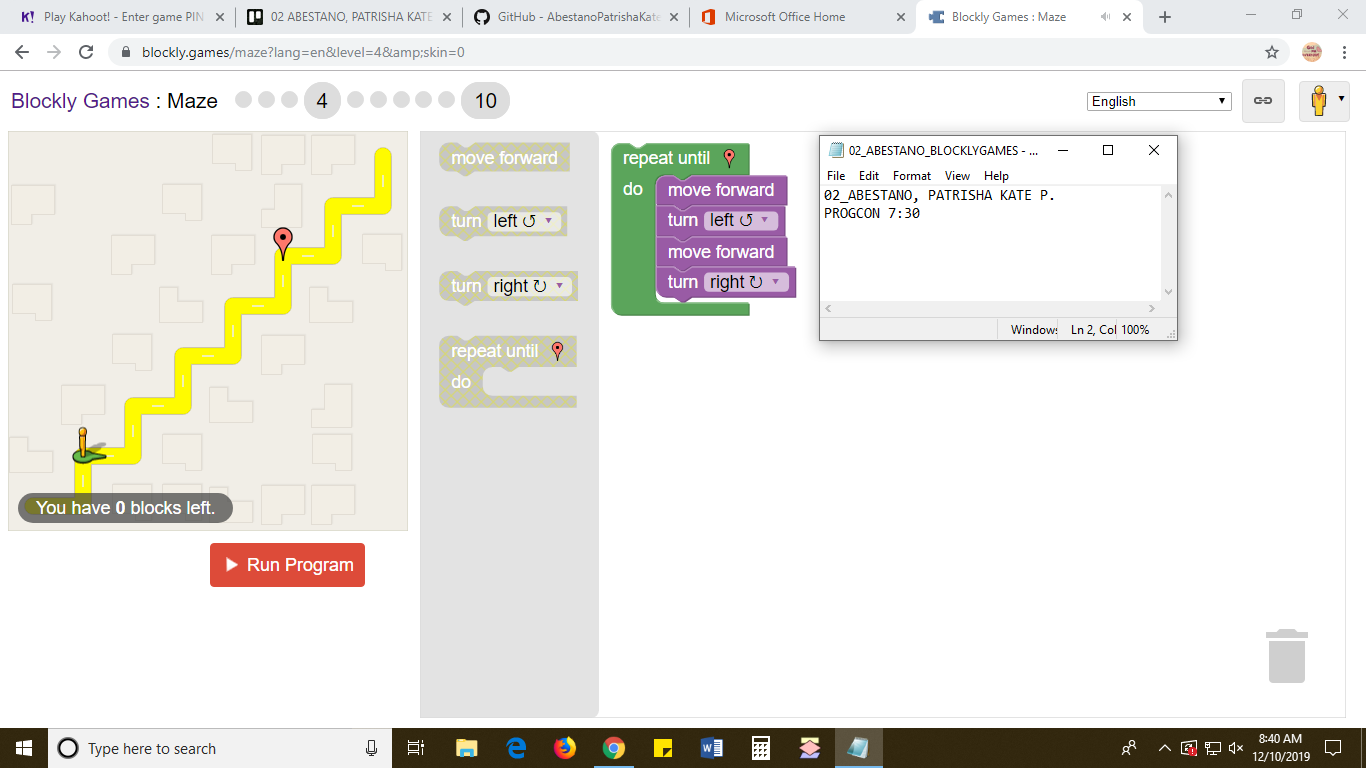 Play Kahoot! - Enter game PIN
02 ABESTANO, PATRISHA KATE
GitHub - AbestanoPatrishaKate
Microsoft Office Home
Blockly Games : Maze
blockly.games/maze?lang=en&level=4&amp;skin=0
Blockly Games : Maze
4
10
English
move forward
turn left ↺
turn right ↻
repeat until
do
repeat until
do
move forward
turn left ↺
move forward
turn right ↻
02_ABESTANO_BLOCKLYGAMES - ...
File Edit Format View Help
02_ABESTANO, PATRISHA KATE P.
PROGCON 7:30
Windows Ln 2, Col 100%
You have 0 blocks left.
Run Program
Type here to search
8:40 AM
12/10/2019